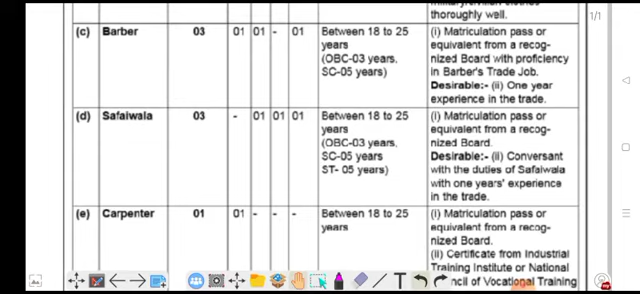 thoroughly well.
(c) Barber 03 01 01 - 01 Between 18 to 25 (i) Matriculation pass or
years equivalent from a recog-
(OBC-03 years, nized Board with proficiency
SC-05 years) in Barber's Trade Job.
Desirable:- (ii) One year
experience in the trade.
(d) Safaiwala 03 - 01 01 01 Between 18 to 25 (i) Matriculation pass or
years equivalent from a recog-
(OBC-03 years, nized Board.
SC-05 years Desirable:- (ii) Conversant
ST- 05 years) with the duties of Safaiwala
with one years' experience
in the trade.
(e) Carpenter 01 01 - - - Between 18 to 25 (i) Matriculation pass or
years equivalent from a recog-
nized Board.
(ii) Certificate from Industrial
Training Institute or National
ncil of Vocational Training
1/1